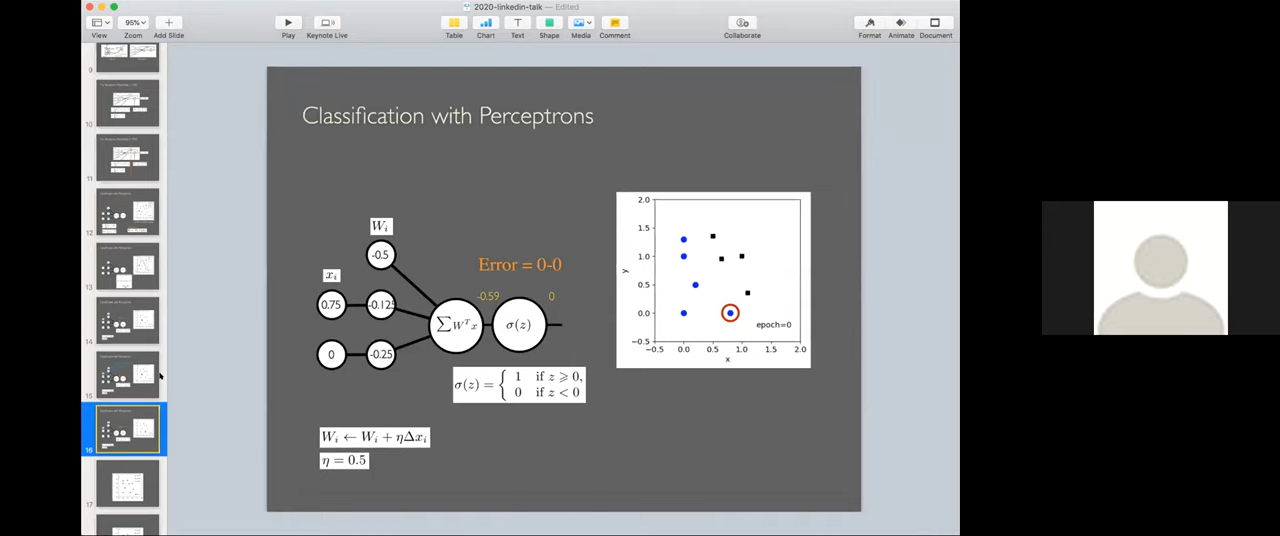 2020-linkedin-talk — Edited
95%
View
Zoom
Add Slide
Play
Keynote Live
Table
Chart
Text
Shape
Media
Comment
Collaborate
Format
Animate
Document
9
10
11
12
13
14
15
16
17
Classification with Perceptrons
W_i
-0.5
x_i
0.75
-0.125
0
-0.25
Error = 0-0
-0.59
0
∑ W^T x
σ(z)
σ(z) = { 1 if z ⩾ 0,
0 if z < 0
W_i ← W_i + ηΔx_i
η = 0.5
2.0
1.5
1.0
0.5
0.0
−0.5
y
epoch=0
−0.5 0.0 0.5 1.0 1.5 2.0
x